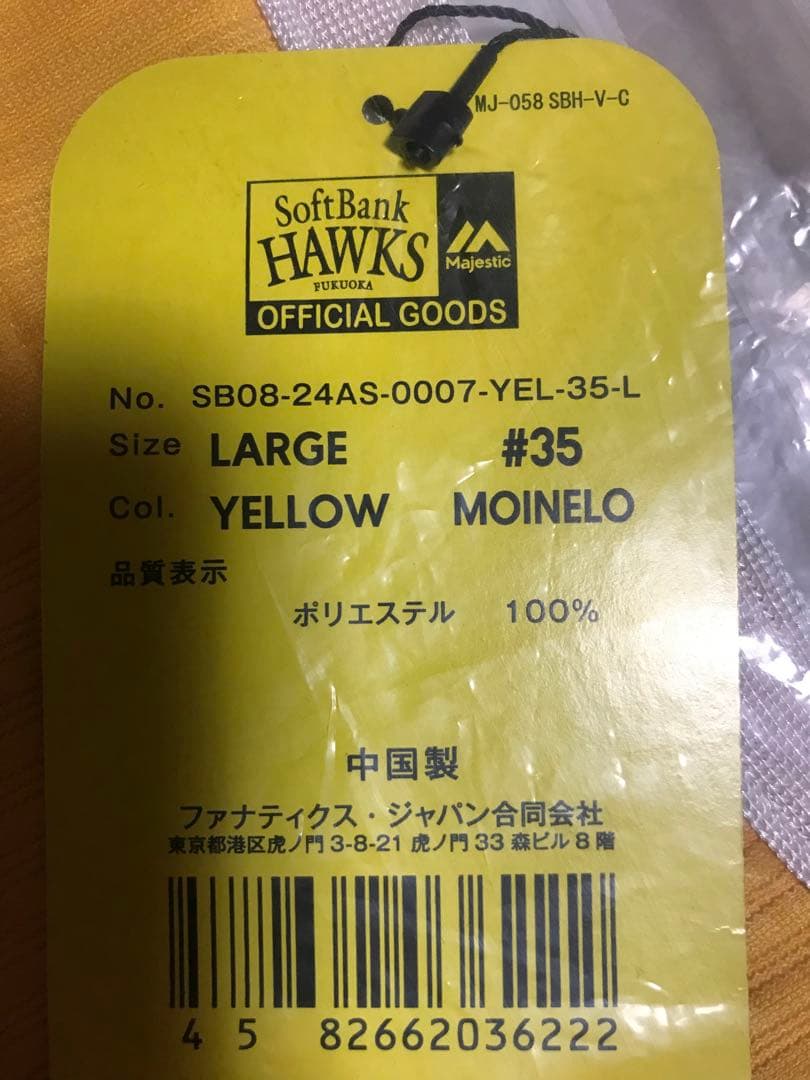 MJ-058 SBH-V-C
SoftBank
HAWKS
FUKUOKA
Majestic
OFFICIAL GOODS
No. SB08-24AS-0007-YEL-35-L
Size LARGE #35
Col. YELLOW MOINELO
品質表示
ポリエステル 100%
中国製
ファナティクス・ジャパン合同会社
東京都港区虎ノ門3-8-21 虎ノ門33 森ビル8階
4 5 82662036222